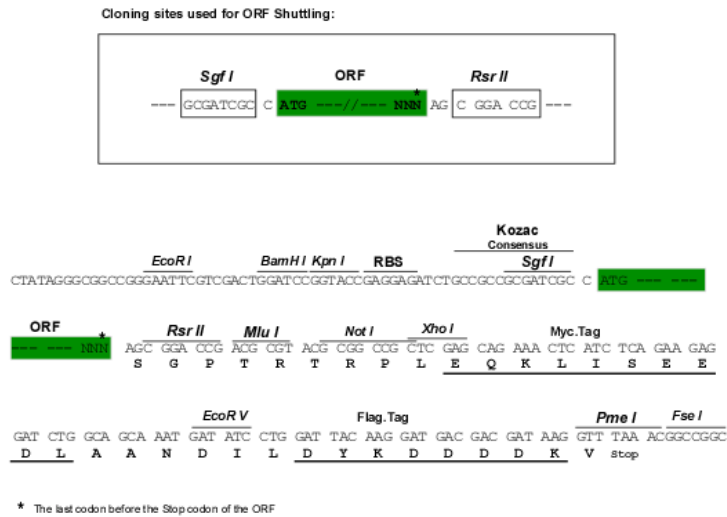 Cloning sites used for ORF Shuttling:
Sgf I ORF Rsr II
*
--- GCGATCGC C ATG ---//--- NNN AG C GGA CCG ---
Kozac
Consensus
EcoR I BamH I Kpn I RBS Sgf I
CTATAGGGCGGCCGGGAATTCGTCGACTGGATCCGGTACCGAGGAGATCTGCCGCCGCGATCGC C ATG --- ---
ORF * Rsr II Mlu I Not I Xho I Myc.Tag
--- --- NNN AGC GGA CCG ACG CGT ACG CGG CCG CTC GAG CAG AAA CTC ATC TCA GAA GAG
S G P T R T R P L E Q K L I S E E
EcoR V Flag.Tag Pme I Fse I
GAT CTG GCA GCA AAT GAT ATC CTG GAT TAC AAG GAT GAC GAC GAT AAG GTT TAA ACGGCCGGC
D L A A N D I L D Y K D D D D K V Stop
* The last codon before the Stop codon of the ORF